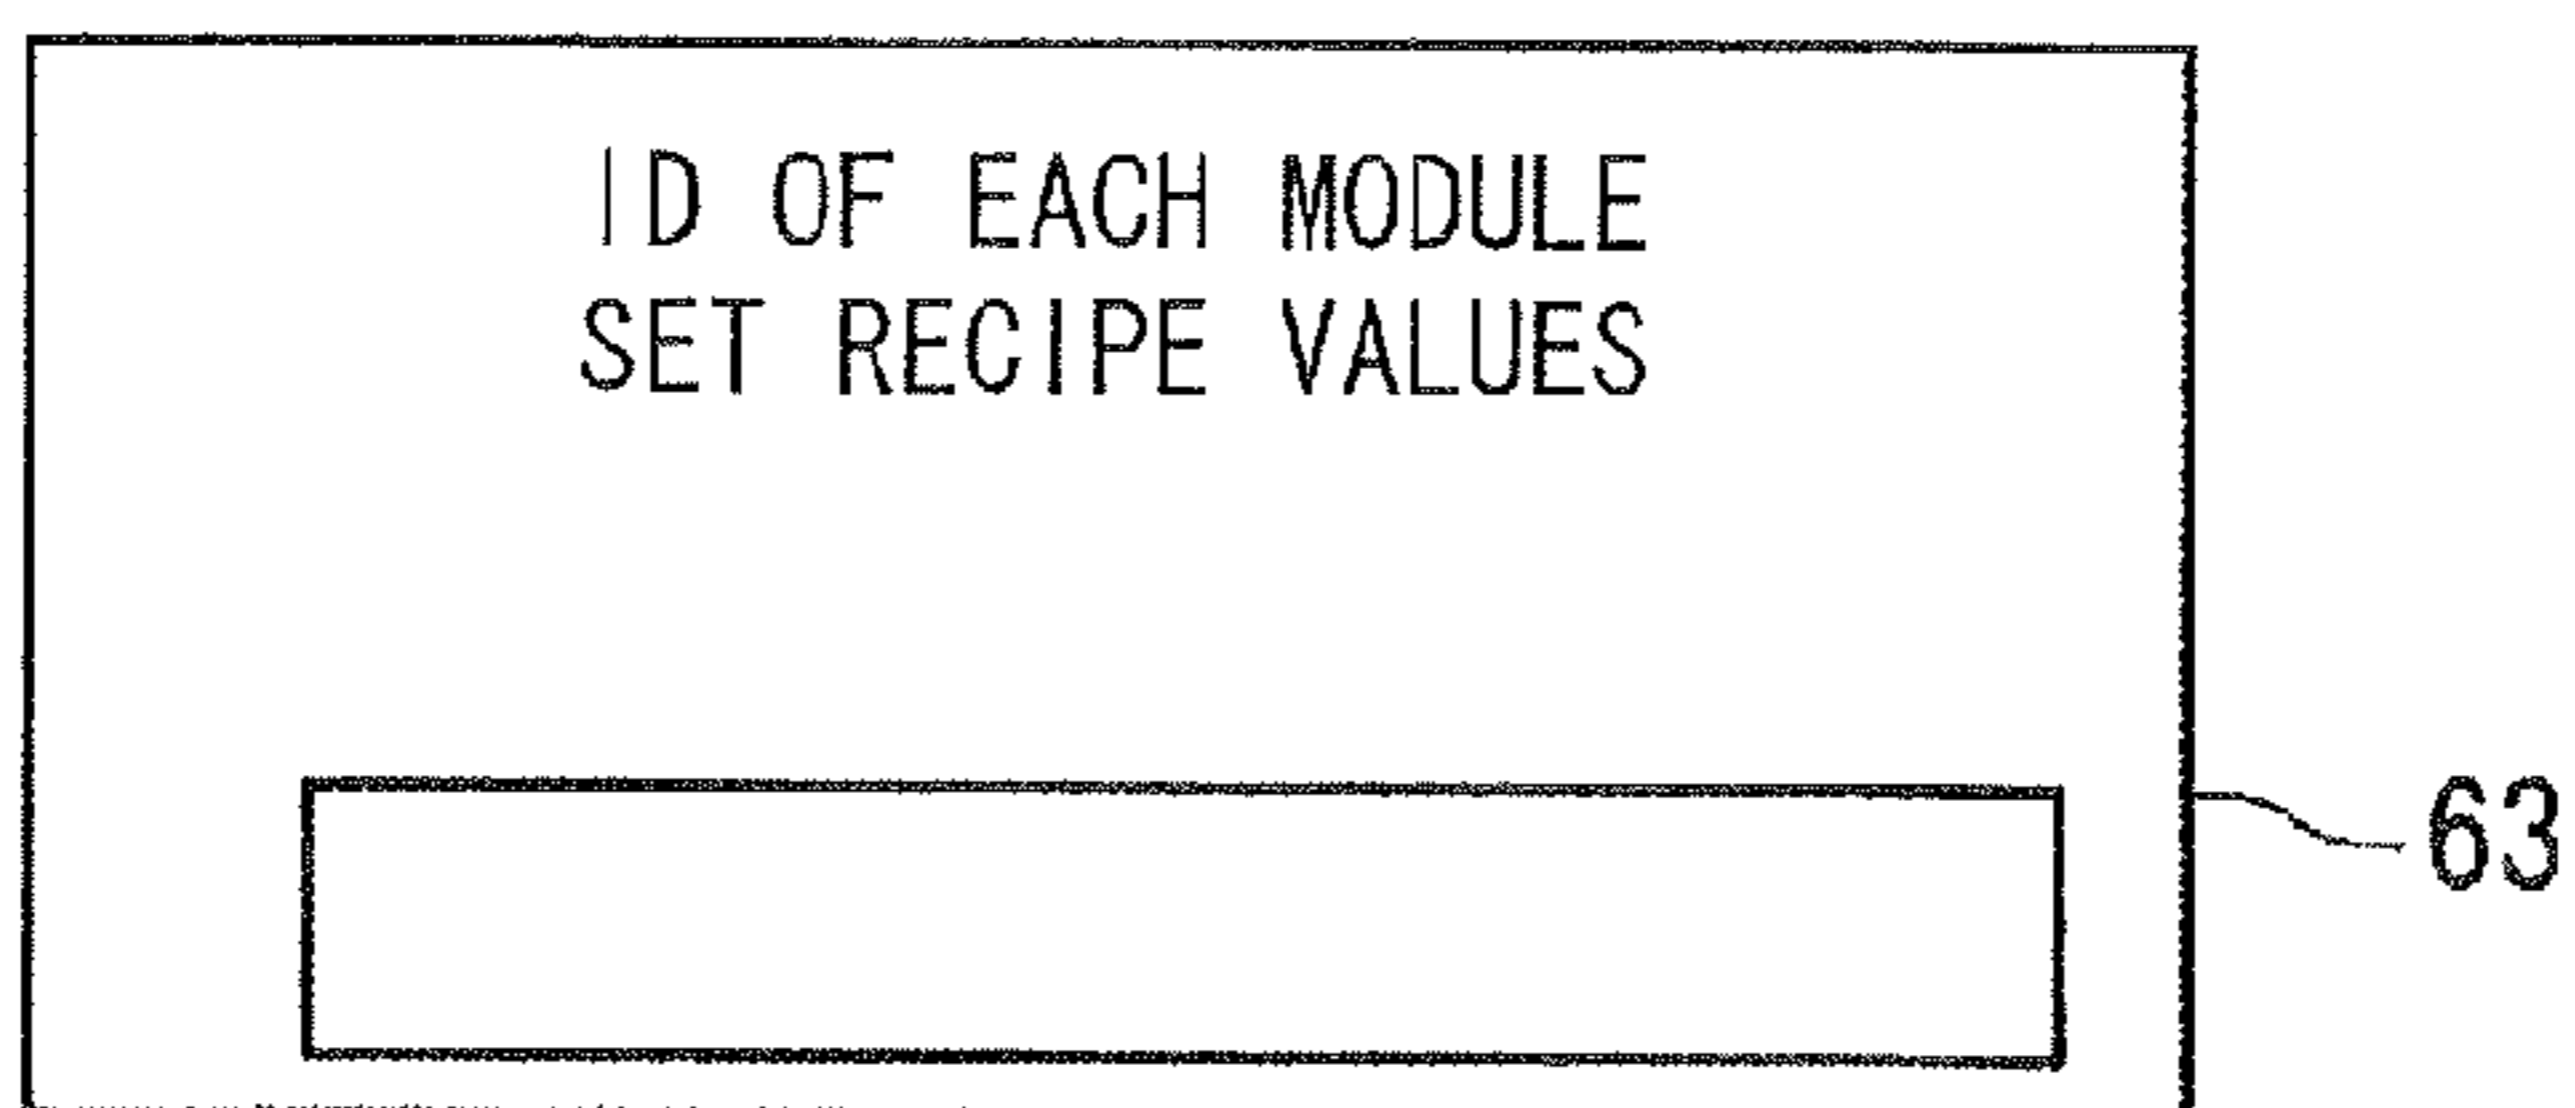 ID OF EACH MODULE
SET RECIPE VALUES
63